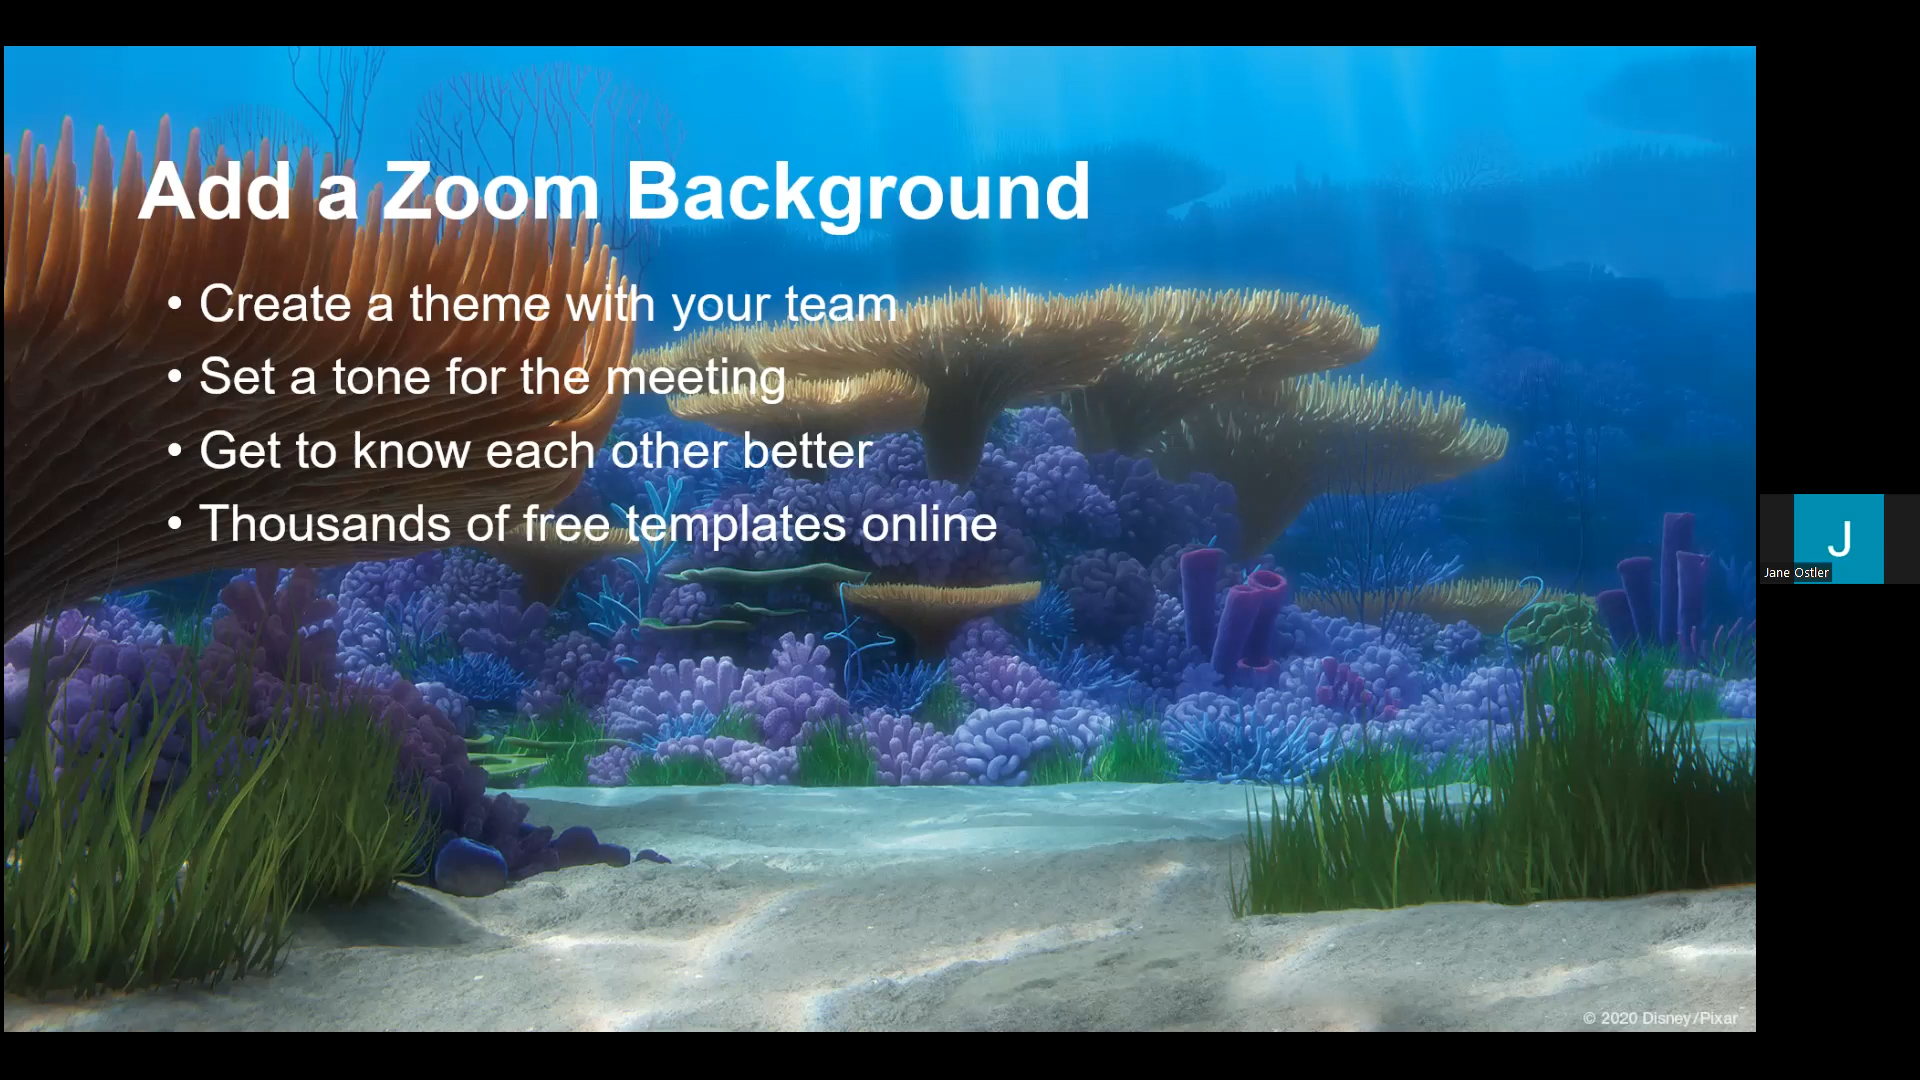 Add a Zoom Background
• Create a theme with your team
• Set a tone for the meeting
• Get to know each other better
• Thousands of free templates online
J
Jane Ostler
© 2020 Disney/Pixar